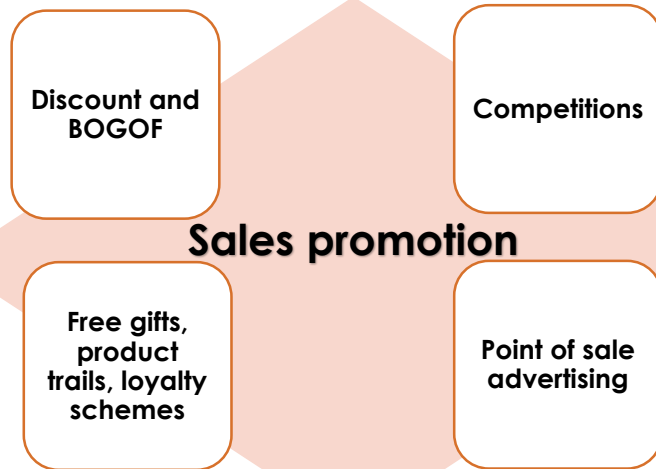 Discount and
BOGOF
Competitions
Sales promotion
Free gifts,
product
trails, loyalty
schemes
Point of sale
advertising